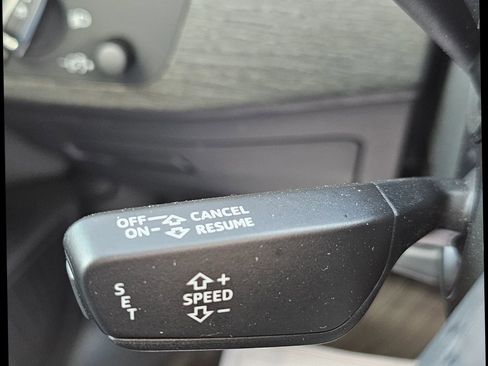 OFF CANCEL
ON RESUME
SET
+
SPEED
-